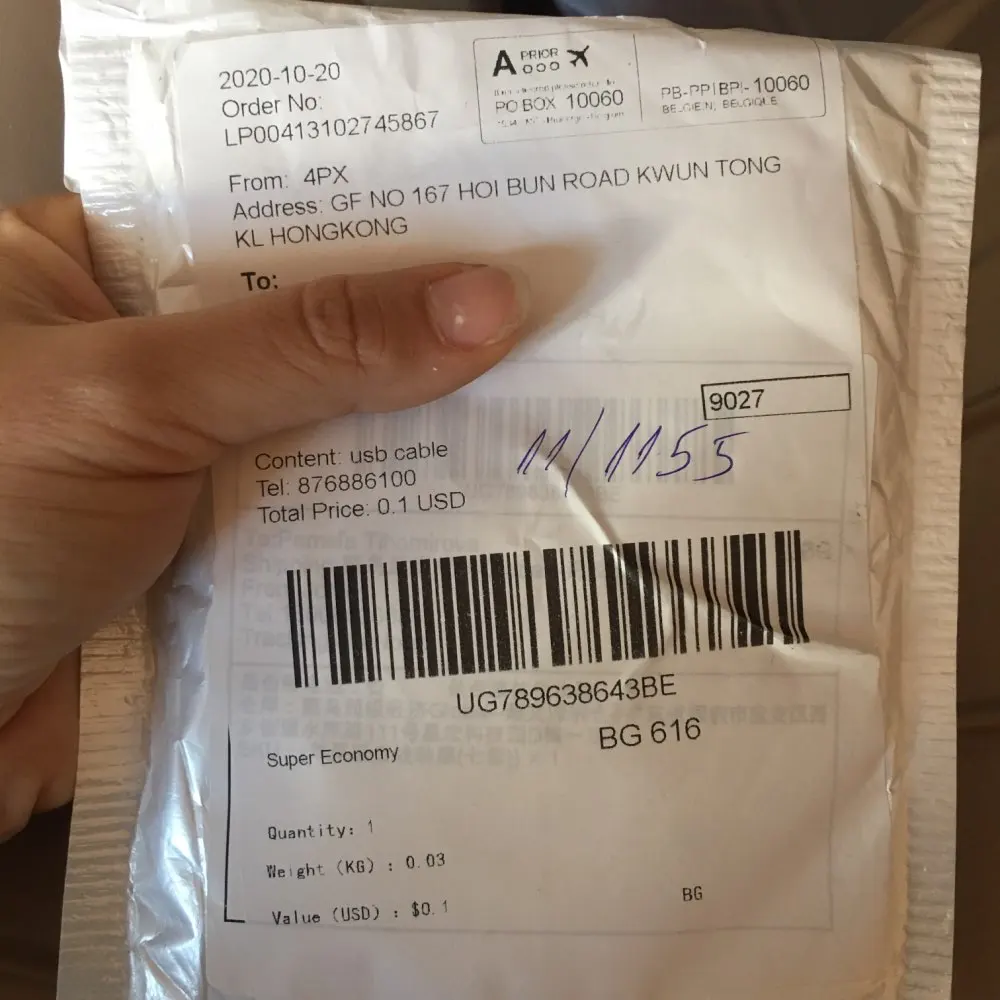 2020-10-20
Order No:
LP00413102745867
A PRIOR
PO BOX 10060
PB-PP|BPI- 10060
BELGIE(N) BELGIQUE
From: 4PX
Address: GF NO 167 HOI BUN ROAD KWUN TONG
KL HONGKONG
To:
9027
11/1155
Content: usb cable
Tel: 876886100
Total Price: 0.1 USD
UG789638643BE
BG 616
Super Economy
Quantity: 1
Weight (KG) : 0.03
Value (USD) : $0.1
BG